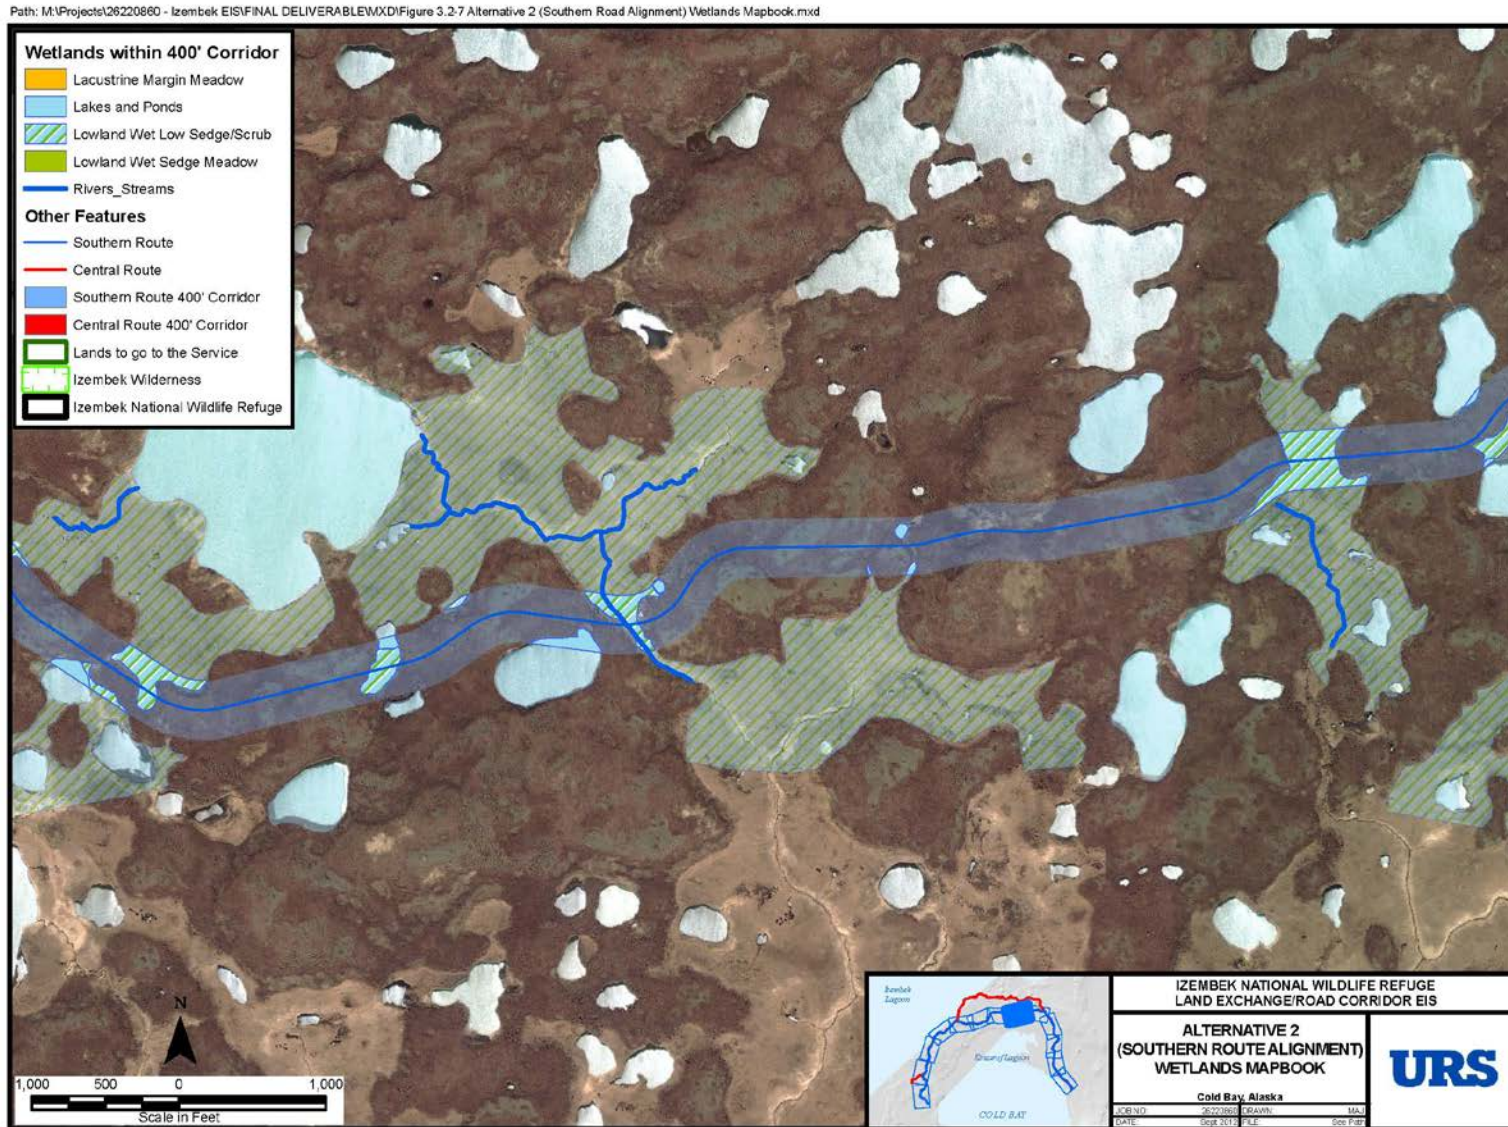 Path: M:\Projects\26220860 - Izembek EIS\FINAL DELIVERABLE\MXD\Figure 3.2-7 Alternative 2 (Southern Road Alignment) Wetlands Mapbook.mxd
Wetlands within 400' Corridor
Lacustrine Margin Meadow
Lakes and Ponds
Lowland Wet Low Sedge/Scrub
Lowland Wet Sedge Meadow
Rivers_Streams
Other Features
Southern Route
Central Route
Southern Route 400' Corridor
Central Route 400' Corridor
Lands to go to the Service
Izembek Wilderness
Izembek National Wildlife Refuge
N
1,000 500 0 1,000
Scale in Feet
Izembek
Lagoon
Kinzarof Lagoon
COLD BAY
IZEMBEK NATIONAL WILDLIFE REFUGE
LAND EXCHANGE/ROAD CORRIDOR EIS
ALTERNATIVE 2
(SOUTHERN ROUTE ALIGNMENT)
WETLANDS MAPBOOK
Cold Bay, Alaska
JOB NO: 26220860 DRAWN: MAJ
DATE: Sept 2012 FILE: See Path
URS